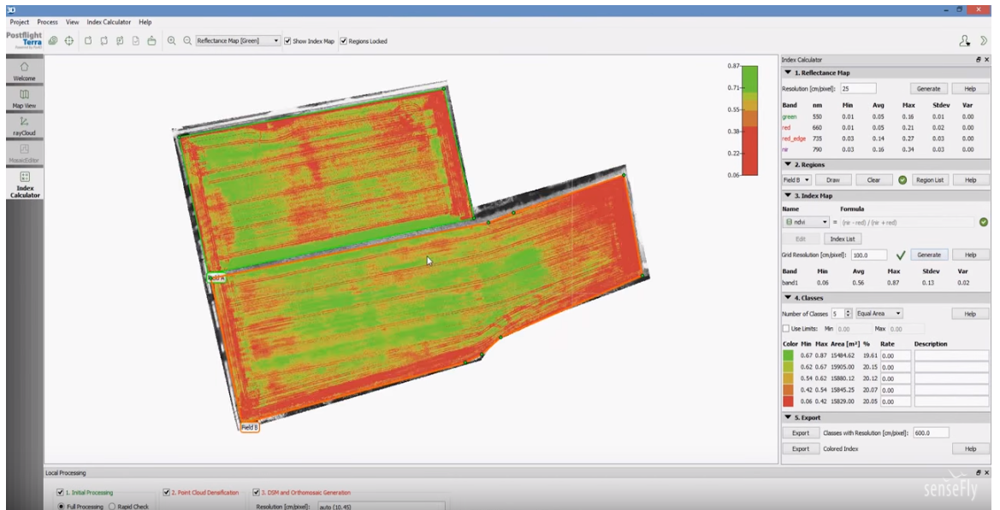 3D
Project Process View Index Calculator Help
Postflight
Terra
Reflectance Map [Green] Show Index Map Regions Locked
Welcome
Map View
rayCloud
MosaicEditor
Index
Calculator
0.87
0.71
0.55
0.38
0.22
0.06
Field A
Field B
Index Calculator
1. Reflectance Map
Resolution [cm/pixel]: 25 Generate Help
Band nm Min Avg Max Stdev Var
green 550 0.01 0.05 0.16 0.01 0.00
red 660 0.01 0.05 0.21 0.02 0.00
red_edge 735 0.03 0.14 0.27 0.03 0.00
nir 790 0.03 0.16 0.34 0.03 0.00
2. Regions
Field B Draw Clear Region List Help
3. Index Map
Name Formula
ndvi = (nir - red) / (nir + red)
Edit Index List
Grid Resolution [cm/pixel]: 100.0 Generate Help
Band Min Avg Max Stdev Var
band1 0.06 0.56 0.87 0.13 0.02
4. Classes
Number of Classes 5 Equal Area Help
Use Limits: Min 0.00 Max 0.00
Color Min Max Area [m²] % Rate Description
0.67 0.87 15484.62 19.61 0.00
0.62 0.67 15905.00 20.15 0.00
0.54 0.62 15880.12 20.12 0.00
0.42 0.54 15845.25 20.07 0.00
0.06 0.42 15829.00 20.05 0.00
5. Export
Export Classes with Resolution [cm/pixel]: 600.0
Export Colored Index Help
Local Processing
1. Initial Processing 2. Point Cloud Densification 3. DSM and Orthomosaic Generation
Full Processing Rapid Check Resolution [cm/pixel]: auto (10.45)
senseFly